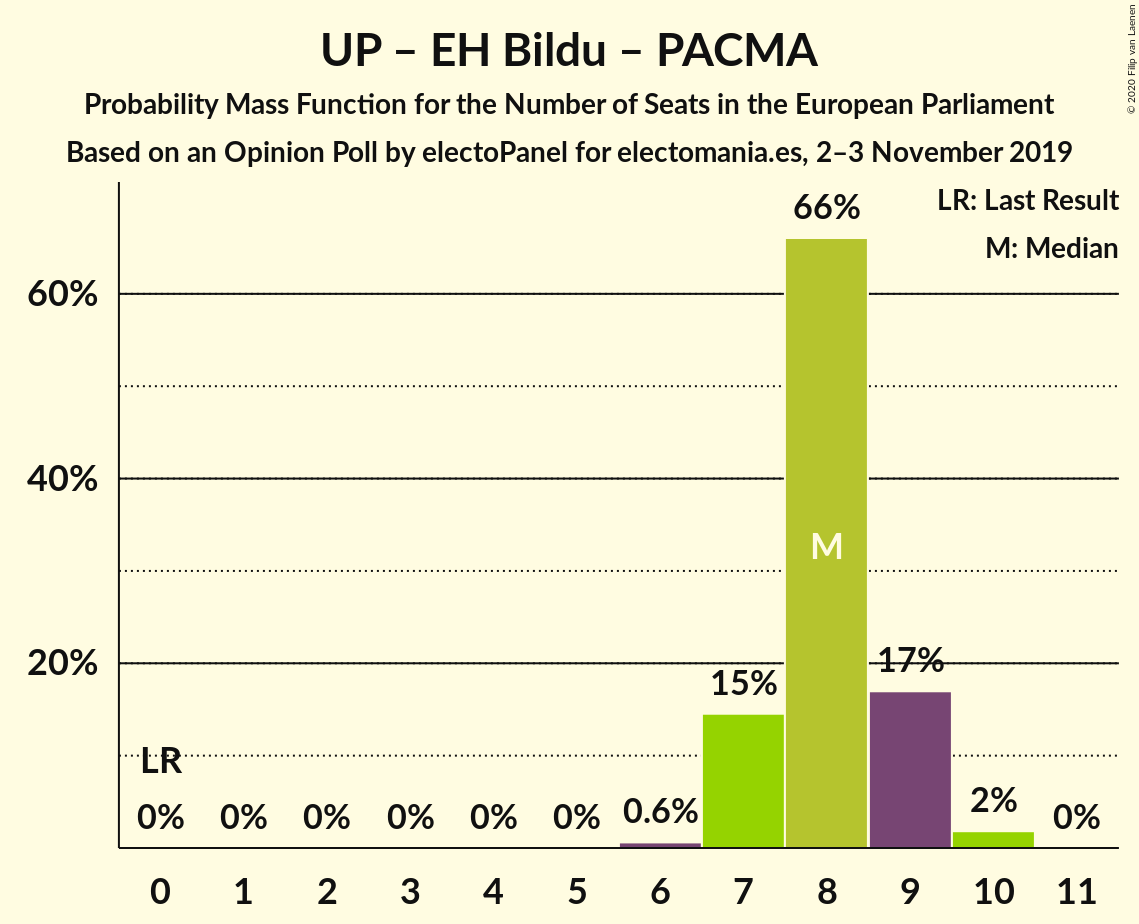 UP – EH Bildu – PACMA
Probability Mass Function for the Number of Seats in the European Parliament
Based on an Opinion Poll by electoPanel for electomania.es, 2–3 November 2019
© 2020 Filip van Laenen
LR: Last Result
M: Median
66%
60%
40%
M
20%
17%
15%
LR
0% 0% 0% 0% 0% 0% 0.6% 2% 0%
0 1 2 3 4 5 6 7 8 9 10 11